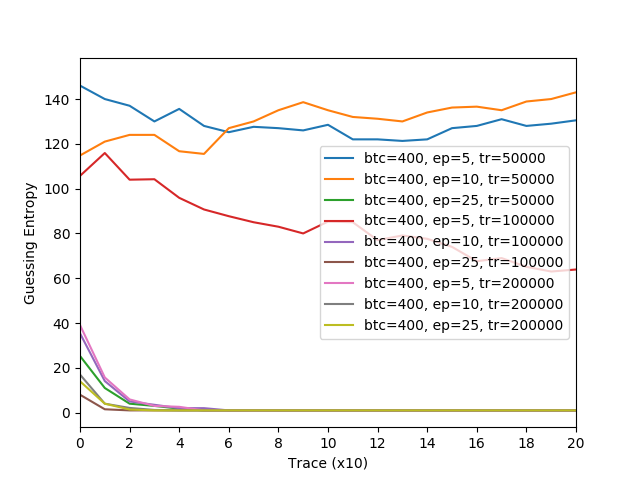 140
120
100
80
60
40
20
0
Guessing Entropy
btc=400, ep=5, tr=50000
btc=400, ep=10, tr=50000
btc=400, ep=25, tr=50000
btc=400, ep=5, tr=100000
btc=400, ep=10, tr=100000
btc=400, ep=25, tr=100000
btc=400, ep=5, tr=200000
btc=400, ep=10, tr=200000
btc=400, ep=25, tr=200000
0 2 4 6 8 10 12 14 16 18 20
Trace (x10)